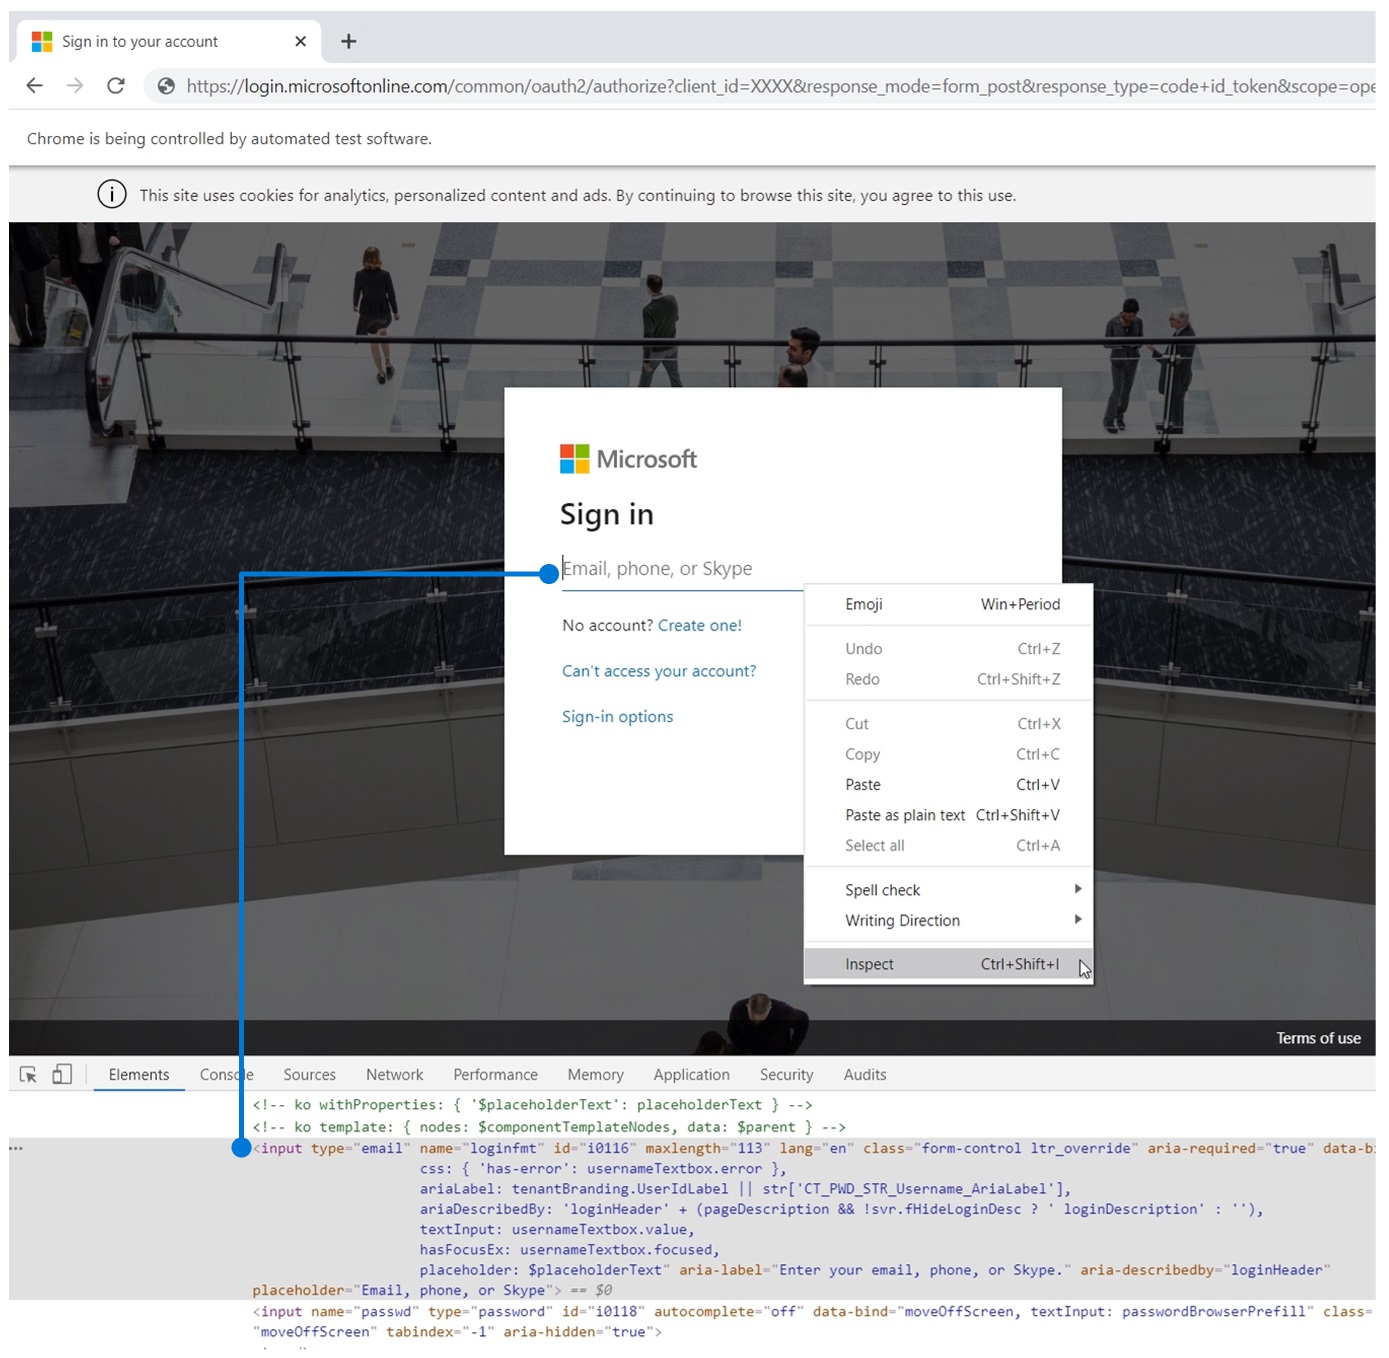 Sign in to your account
https://login.microsoftonline.com/common/oauth2/authorize?client_id=XXXX&response_mode=form_post&response_type=code+id_token&scope=ope
Chrome is being controlled by automated test software.
This site uses cookies for analytics, personalized content and ads. By continuing to browse this site, you agree to this use.
Microsoft
Sign in
Email, phone, or Skype
No account? Create one!
Can't access your account?
Sign-in options
Emoji Win+Period
Undo Ctrl+Z
Redo Ctrl+Shift+Z
Cut Ctrl+X
Copy Ctrl+C
Paste Ctrl+V
Paste as plain text Ctrl+Shift+V
Select all Ctrl+A
Spell check
Writing Direction
Inspect Ctrl+Shift+I
Terms of use
Elements Console Sources Network Performance Memory Application Security Audits
<!-- ko withProperties: { '$placeholderText': placeholderText } -->
<!-- ko template: { nodes: $componentTemplateNodes, data: $parent } -->
<input type="email" name="loginfmt" id="i0116" maxlength="113" lang="en" class="form-control ltr_override" aria-required="true" data-bi
css: { 'has-error': usernameTextbox.error },
ariaLabel: tenantBranding.UserIdLabel || str['CT_PWD_STR_Username_AriaLabel'],
ariaDescribedBy: 'loginHeader' + (pageDescription && !svr.fHideLoginDesc ? ' loginDescription' : ''),
textInput: usernameTextbox.value,
hasFocusEx: usernameTextbox.focused,
placeholder: $placeholderText" aria-label="Enter your email, phone, or Skype." aria-describedby="loginHeader"
placeholder="Email, phone, or Skype"> == $0
<input name="passwd" type="password" id="i0118" autocomplete="off" data-bind="moveOffScreen, textInput: passwordBrowserPrefill" class=
"moveOffScreen" tabindex="-1" aria-hidden="true">